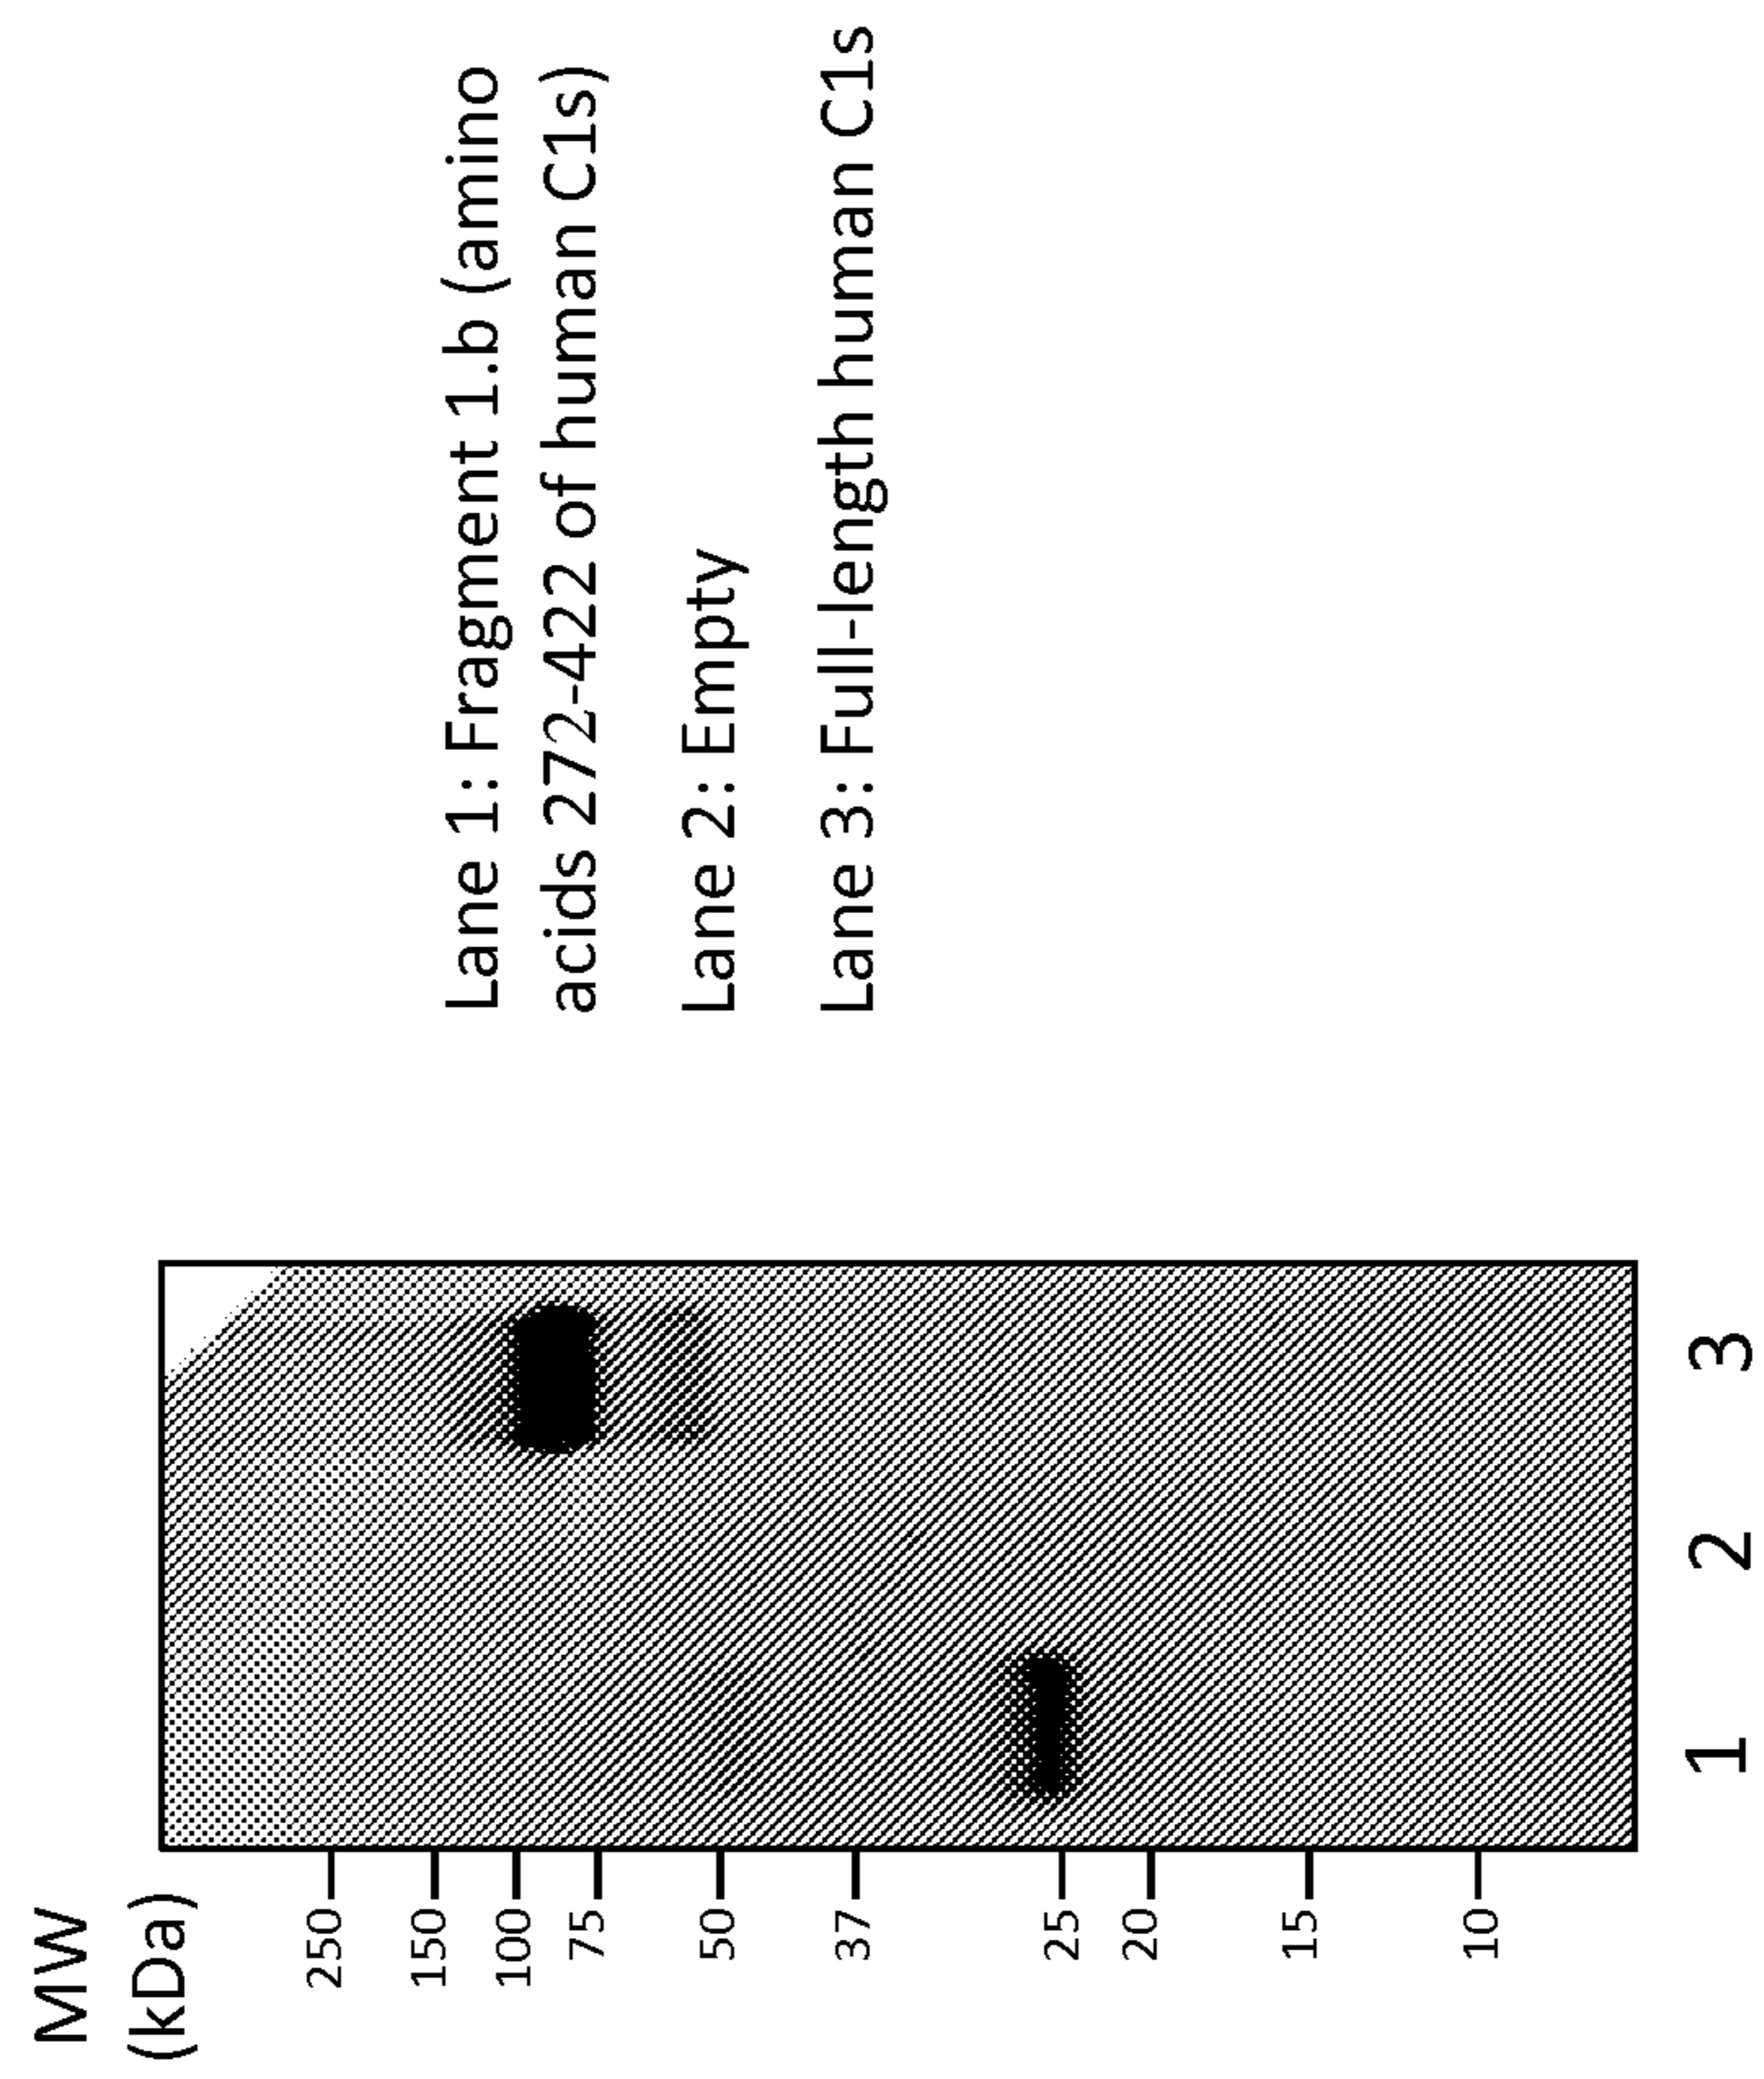 MW
(kDa)
250
150
100
75
50
37
25
20
15
10
1 2 3
Lane 1: Fragment 1.b (amino
acids 272-422 of human C1s)
Lane 2: Empty
Lane 3: Full-length human C1s